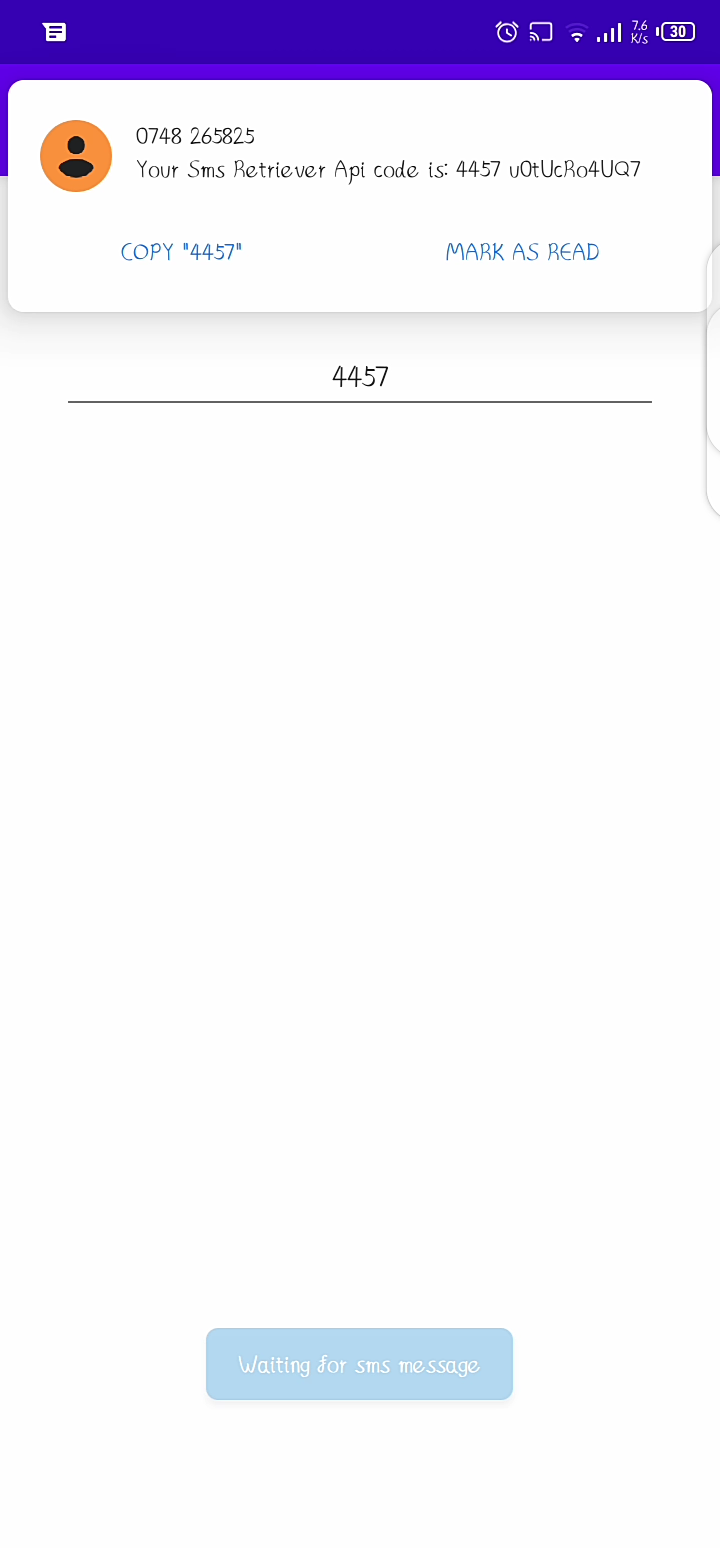 7.6
K/s
30
0748 265825
Your Sms Retriever Api code is: 4457 u0tUcRo4UQ7
COPY "4457"
MARK AS READ
4457
Waiting for sms message